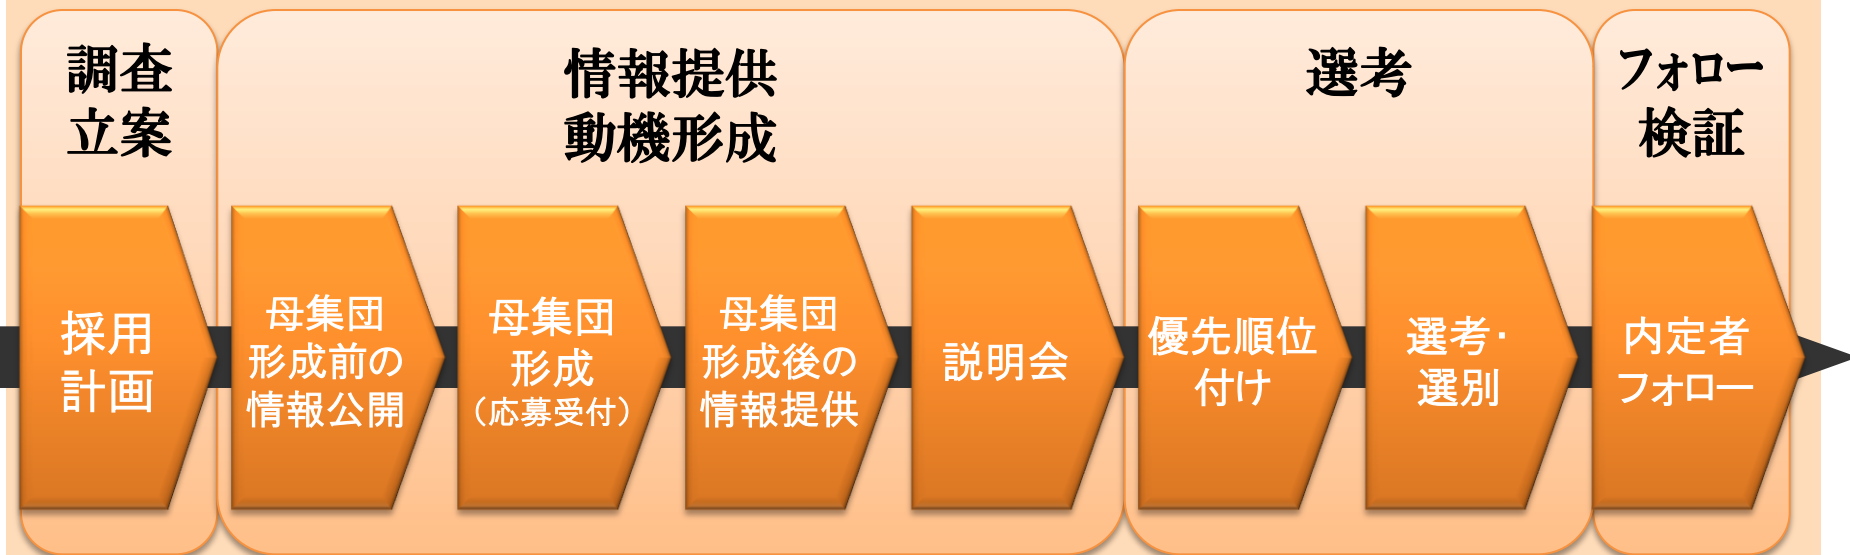 調査
立案
情報提供
動機形成
選考
フォロー
検証
採用
計画
母集団
形成前の
情報公開
母集団
形成
（応募受付）
母集団
形成後の
情報提供
説明会
優先順位
付け
選考・
選別
内定者
フォロー